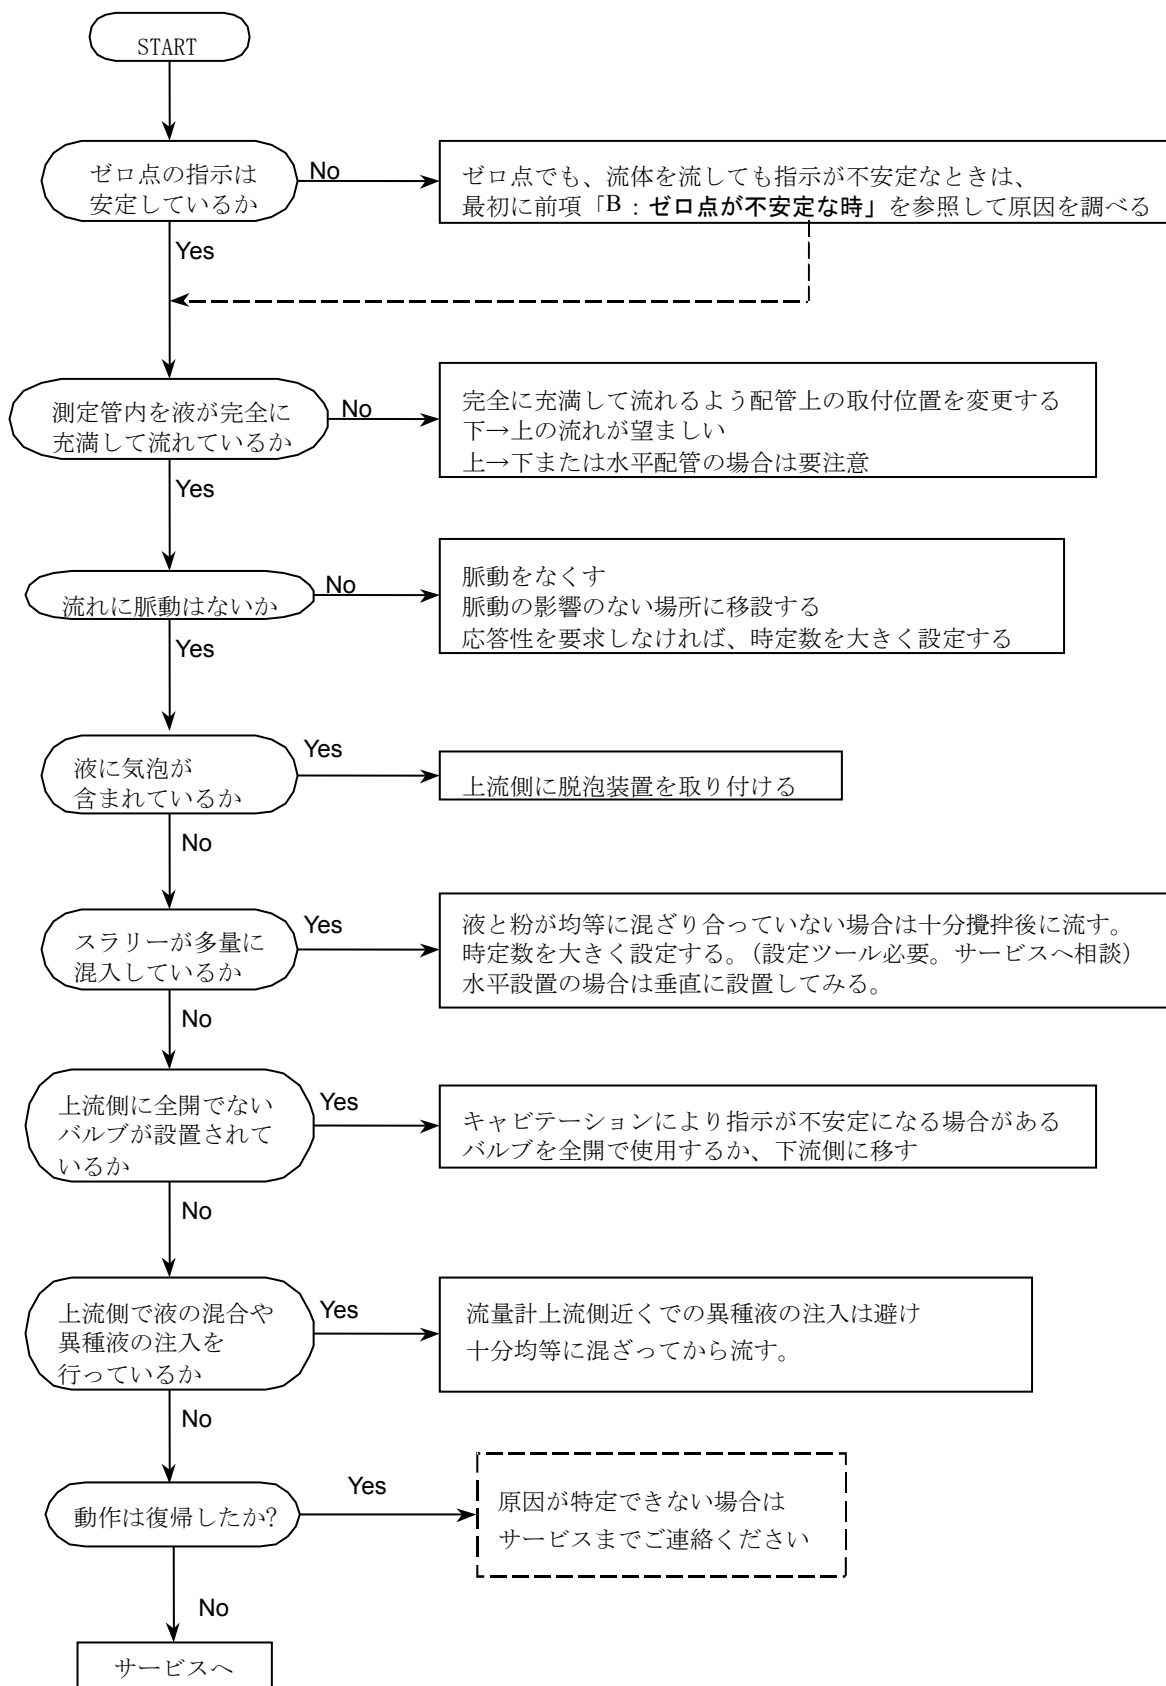 START
ゼロ点の指示は
安定しているか
No
ゼロ点でも、流体を流しても指示が不安定なときは、
最初に前項「B：ゼロ点が不安定な時」を参照して原因を調べる
Yes
測定管内を液が完全に
充満して流れているか
No
完全に充満して流れるよう配管上の取付位置を変更する
下→上の流れが望ましい
上→下または水平配管の場合は要注意
Yes
流れに脈動はないか
No
脈動をなくす
脈動の影響のない場所に移設する
応答性を要求しなければ、時定数を大きく設定する
Yes
液に気泡が
含まれているか
Yes
上流側に脱泡装置を取り付ける
No
スラリーが多量に
混入しているか
Yes
液と粉が均等に混ざり合っていない場合は十分攪拌後に流す。
時定数を大きく設定する。（設定ツール必要。サービスへ相談）
水平設置の場合は垂直に設置してみる。
No
上流側に全開でない
バルブが設置されて
いるか
Yes
キャビテーションにより指示が不安定になる場合がある
バルブを全開で使用するか、下流側に移す
No
上流側で液の混合や
異種液の注入を
行っているか
Yes
流量計上流側近くでの異種液の注入は避け
十分均等に混ざってから流す。
No
動作は復帰したか?
Yes
原因が特定できない場合は
サービスまでご連絡ください
No
サービスへ